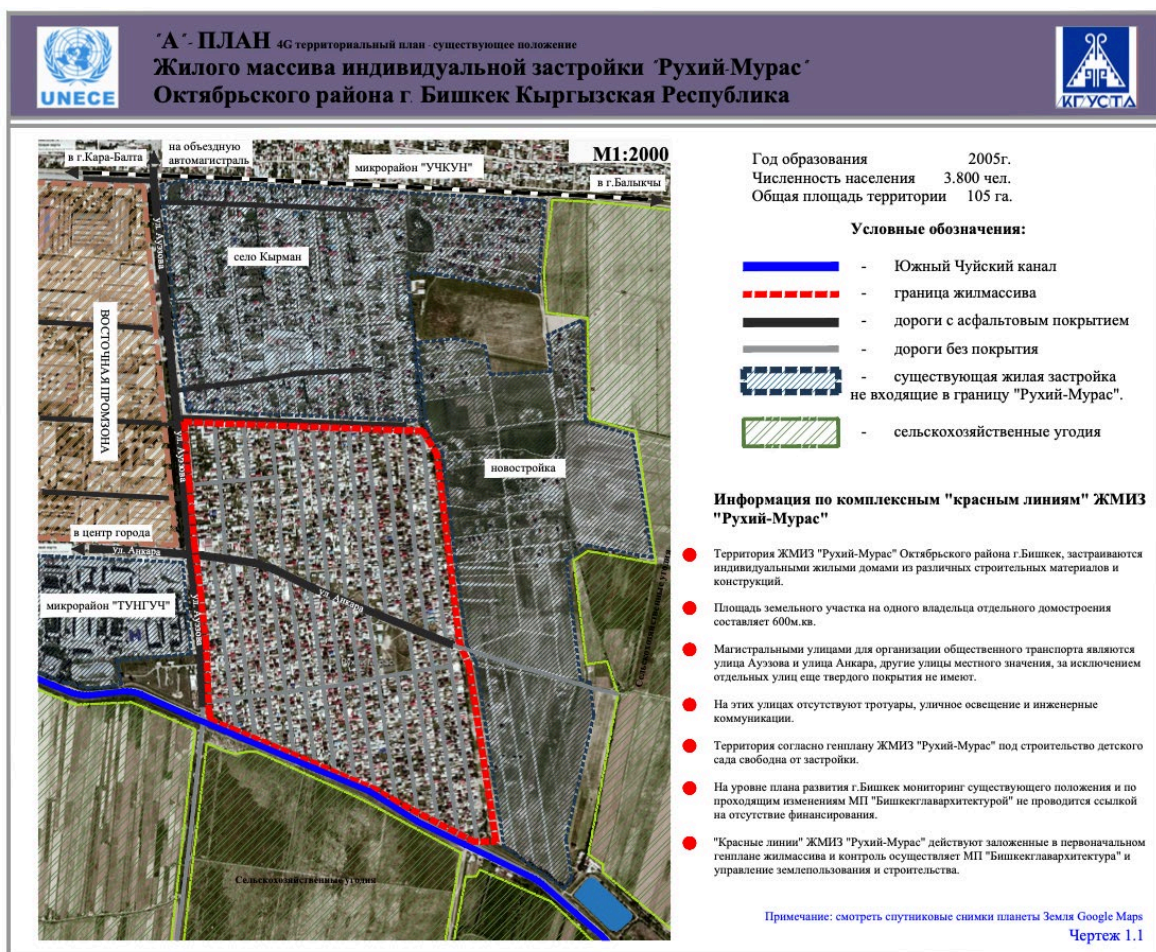 UNECE
"А"- ПЛАН 4G территориальный план - существующее положение
Жилого массива индивидуальной застройки "Рухий-Мурас"
Октябрьского района г. Бишкек Кыргызская Республика
КГУСТА
в г.Кара-Балта
на объездную
автомагистраль
микрорайон "УЧКУН"
М1:2000
в г.Балыкчы
ул. Ауэзова
село Кырман
ВОСТОЧНАЯ ПРОМЗОНА
ул. Ауэзова
новостройка
в центр города
ул. Анкара
ул. Анкара
микрорайон "ТУНГУЧ"
ул. Ауэзова
Сельскохозяйственные угодия
Сельскохозяйственные угодия
Год образования 2005г.
Численность населения 3.800 чел.
Общая площадь территории 105 га.
Условные обозначения:
- Южный Чуйский канал
- граница жилмассива
- дороги с асфальтовым покрытием
- дороги без покрытия
- существующая жилая застройка
не входящие в границу "Рухий-Мурас".
- сельскохозяйственные угодия
Информация по комплексным "красным линиям" ЖМИЗ
"Рухий-Мурас"
Территория ЖМИЗ "Рухий-Мурас" Октябрьского района г.Бишкек, застраиваются
индивидуальными жилыми домами из различных строительных материалов и
конструкций.
Площадь земельного участка на одного владельца отдельного домостроения
составляет 600м.кв.
Магистральными улицами для организации общественного транспорта являются
улица Ауэзова и улица Анкара, другие улицы местного значения, за исключением
отдельных улиц еще твердого покрытия не имеют.
На этих улицах отсутствуют тротуары, уличное освещение и инженерные
коммуникации.
Территория согласно генплану ЖМИЗ "Рухий-Мурас" под строительство детского
сада свободна от застройки.
На уровне плана развития г.Бишкек мониторинг существующего положения и по
проходящим изменениям МП "Бишкекглавархитектурой" не проводится ссылкой
на отсутствие финансирования.
"Красные линии" ЖМИЗ "Рухий-Мурас" действуют заложенные в первоначальном
генплане жилмассива и контроль осуществляет МП "Бишкекглавархитектура" и
управление землепользования и строительства.
Примечание: смотреть спутниковые снимки планеты Земля Google Maps
Чертеж 1.1